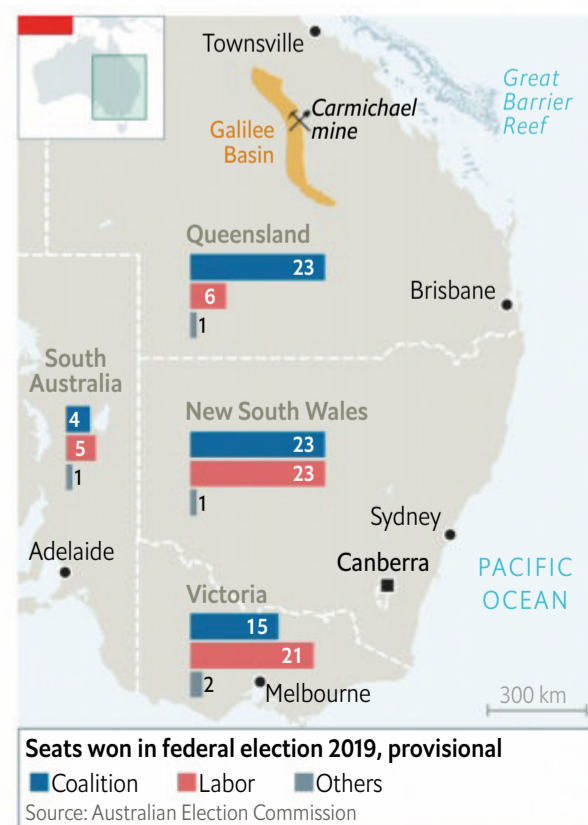 Townsville
Great
Barrier
Reef
Carmichael
mine
Galilee
Basin
Queensland
23
6
1
Brisbane
South
Australia
4
5
1
New South Wales
23
23
1
Sydney
Adelaide
Canberra
PACIFIC
OCEAN
Victoria
15
21
2
Melbourne
300 km
Seats won in federal election 2019, provisional
Coalition Labor Others
Source: Australian Election Commission